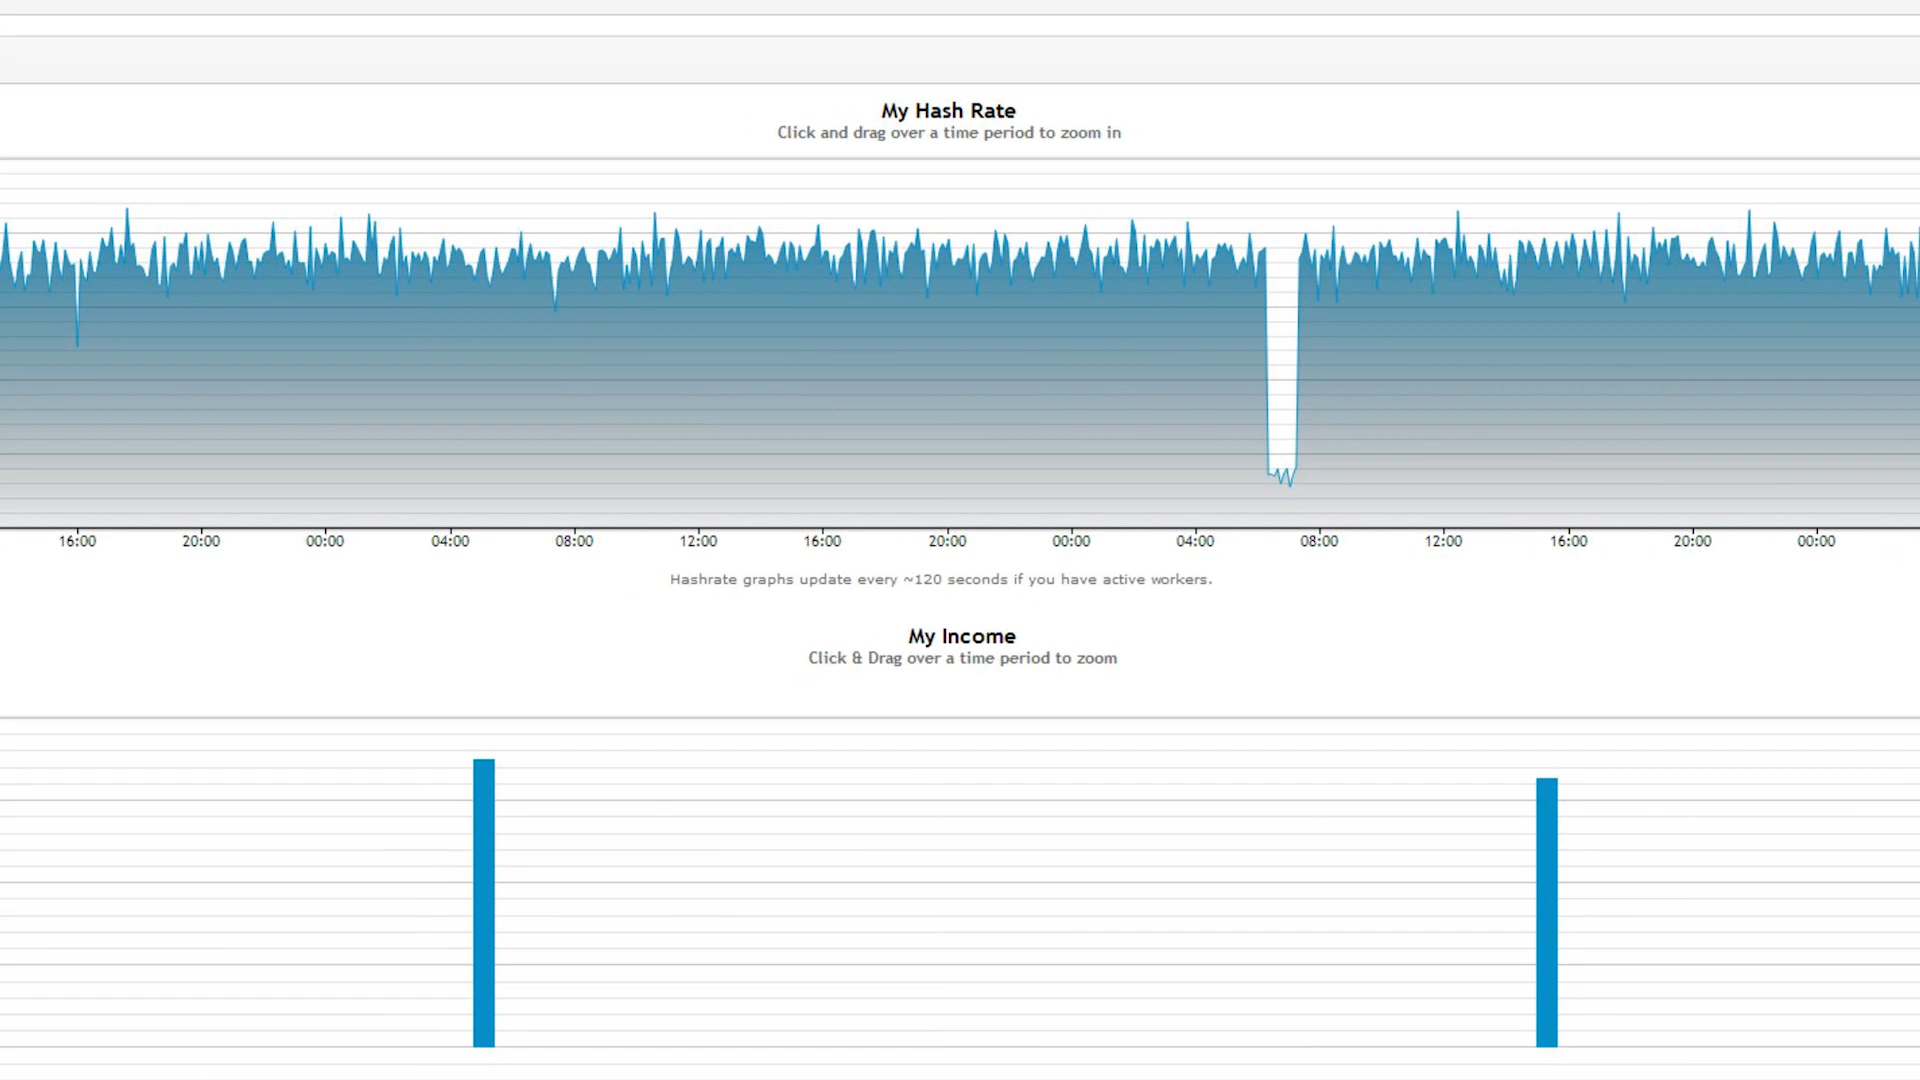 My Hash Rate
Click and drag over a time period to zoom in
16:00 20:00 00:00 04:00 08:00 12:00 16:00 20:00 00:00 04:00 08:00 12:00 16:00 20:00 00:00
Hashrate graphs update every ~120 seconds if you have active workers.
My Income
Click & Drag over a time period to zoom